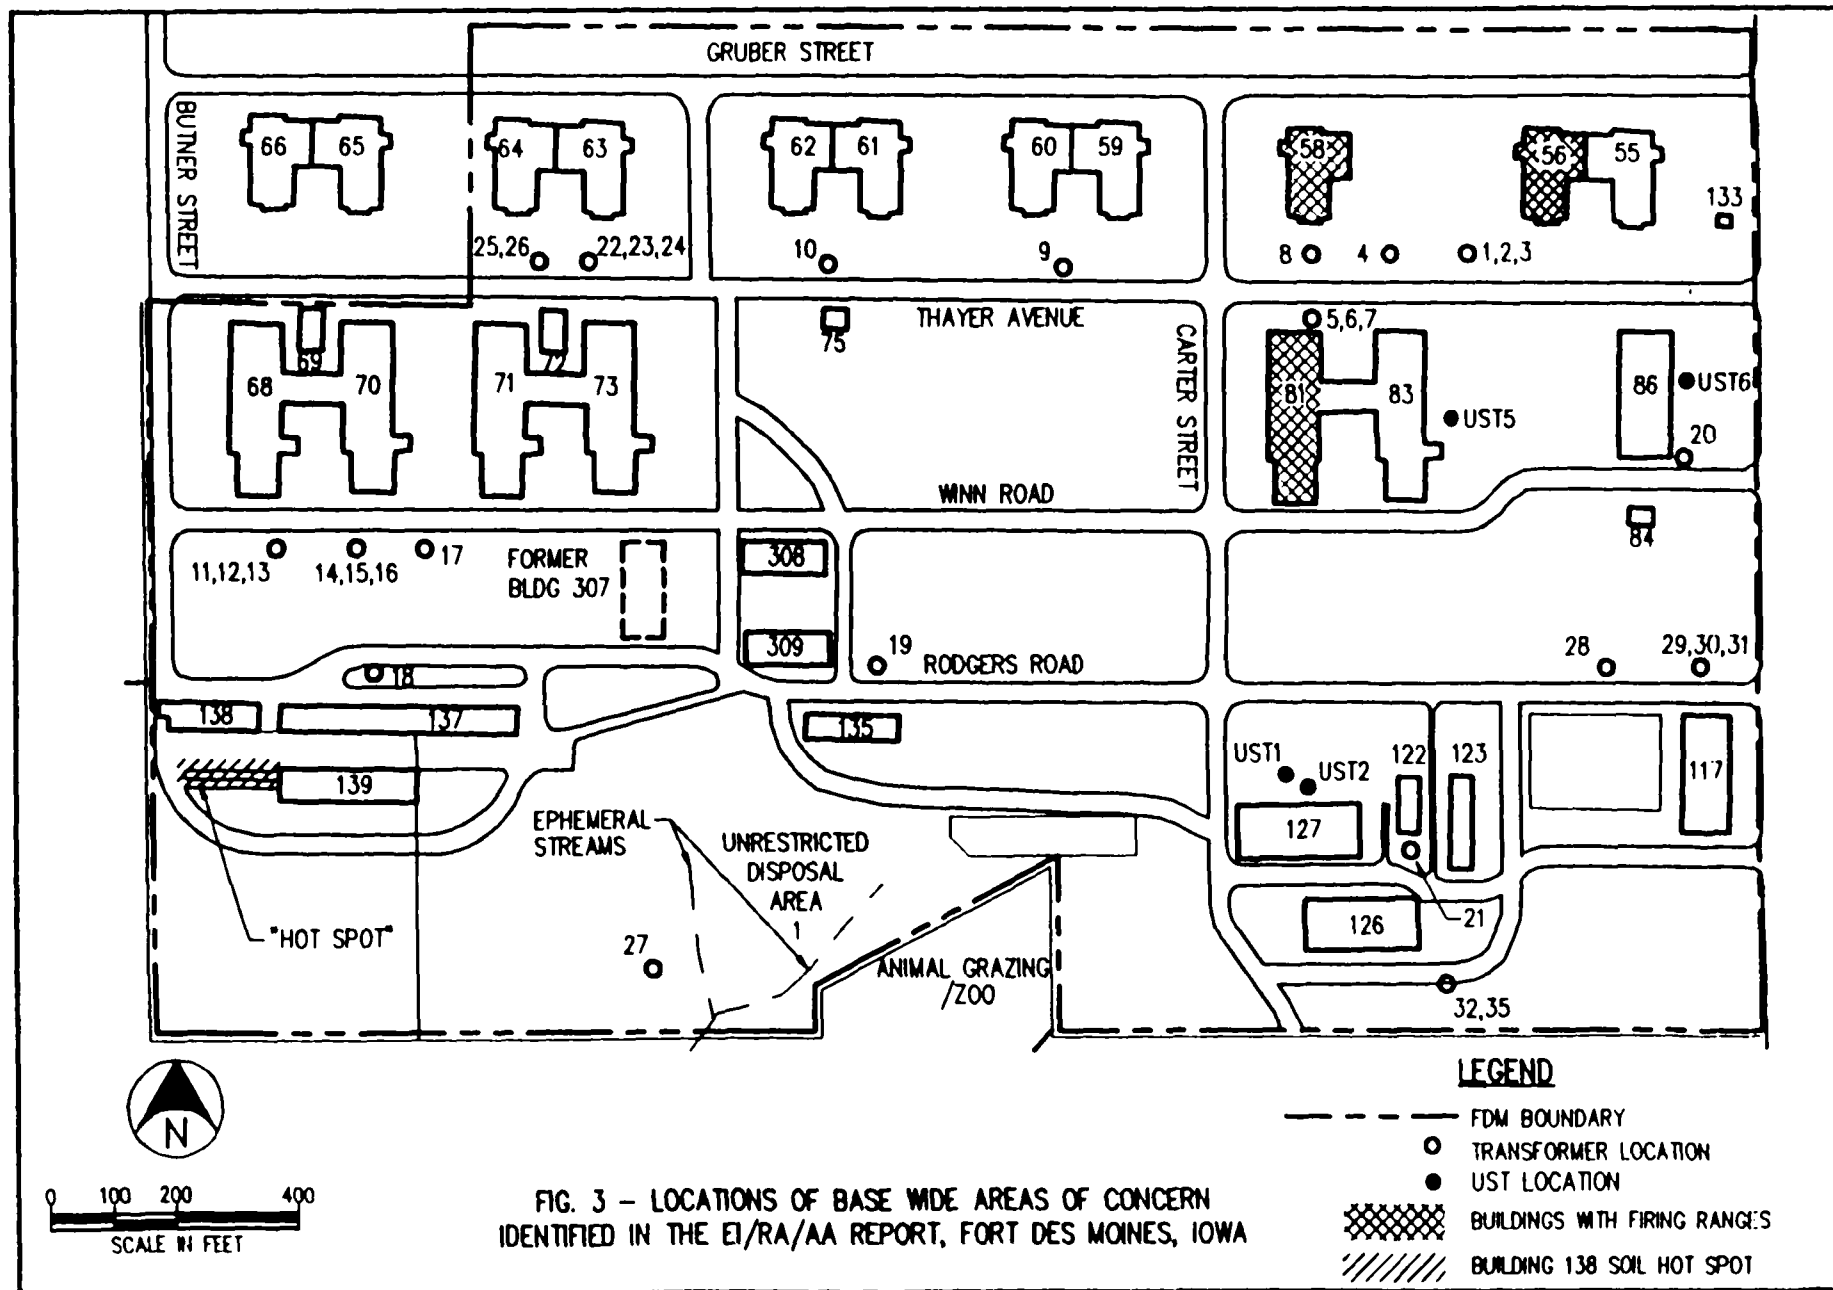 GRUBER STREET
BUTNER STREET
66
65
64
63
62
61
60
59
58
56
55
133
25,26
22,23,24
10
9
8
4
1,2,3
THAYER AVENUE
CARTER STREET
75
5,6,7
69
72
68
70
71
73
81
83
86
UST6
UST5
20
WINN ROAD
84
11,12,13
14,15,16
17
FORMER
BLDG 307
308
309
19
RODGERS ROAD
28
29,30,31
18
138
137
135
139
UST1
UST2
122
123
117
127
EPHEMERAL
STREAMS
UNRESTRICTED
DISPOSAL
AREA
1
"HOT SPOT"
27
ANIMAL GRAZING
/ZOO
126
21
32,35
N
0 100 200 400
SCALE IN FEET
FIG. 3 - LOCATIONS OF BASE WIDE AREAS OF CONCERN
IDENTIFIED IN THE EI/RA/AA REPORT, FORT DES MOINES, IOWA
LEGEND
FDM BOUNDARY
TRANSFORMER LOCATION
UST LOCATION
BUILDINGS WITH FIRING RANGES
BUILDING 138 SOIL HOT SPOT